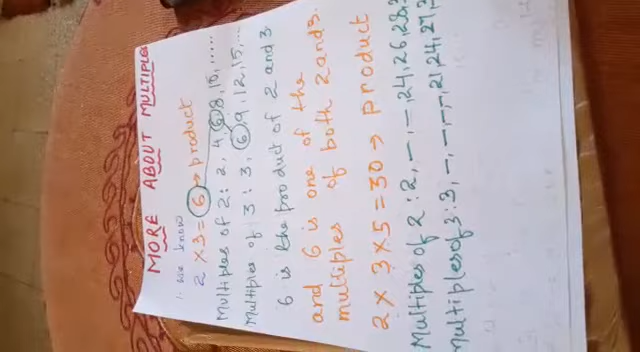 MORE ABOUT MULTIPLE
1. we know
2 x 3 = 6 → product
Multiples of 2 : 2, 4, 6, 8, 10, .....
Multiples of 3 : 3, 6, 9, 12, 15, ...
6 is the product of 2 and 3
and 6 is one of the
multiples of both 2 and 3.
2 x 3 x 5 = 30 → product
Multiples of 2 : 2, -, -, 24, 26, 28,
Multiples of 3 : 3, -, -, -, -, 21, 24, 27,